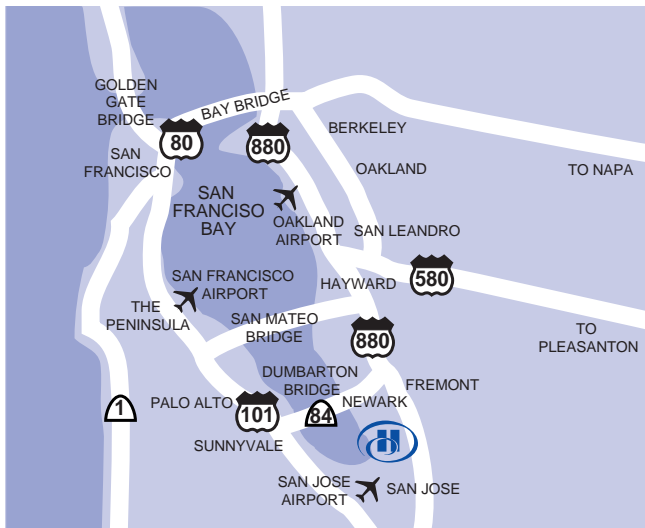 GOLDEN
GATE
BRIDGE
BAY BRIDGE
80
880
BERKELEY
SAN
FRANCISCO
OAKLAND
TO NAPA
SAN
FRANCISO
BAY
OAKLAND
AIRPORT
SAN LEANDRO
SAN FRANCISCO
AIRPORT
HAYWARD
580
THE
PENINSULA
SAN MATEO
BRIDGE
880
TO
PLEASANTON
DUMBARTON
BRIDGE
FREMONT
1
PALO ALTO
101
84
NEWARK
SUNNYVALE
H
SAN JOSE
AIRPORT
SAN JOSE